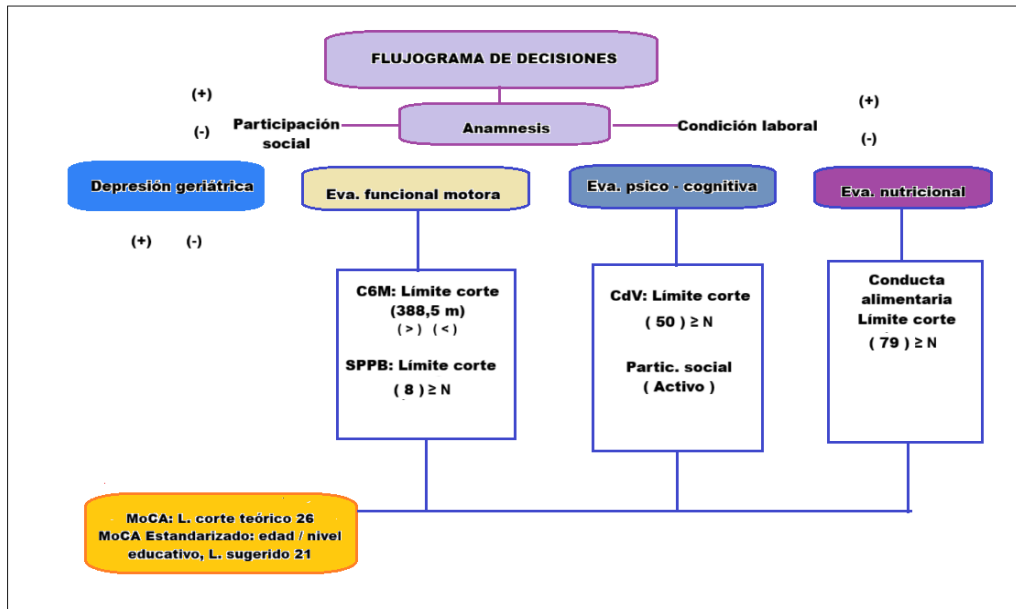 FLUJOGRAMA DE DECISIONES
(+)
(-)
Participación
social
Anamnesis
Condición laboral
(+)
(-)
Depresión geriátrica
(+) (-)
Eva. funcional motora
Eva. psico - cognitiva
Eva. nutricional
C6M: Límite corte
(388,5 m)
( > ) ( < )
SPPB: Límite corte
( 8 ) ≥ N
CdV: Límite corte
( 50 ) ≥ N
Partic. social
( Activo )
Conducta
alimentaria
Límite corte
( 79 ) ≥ N
MoCA: L. corte teórico 26
MoCA Estandarizado: edad / nivel
educativo, L. sugerido 21